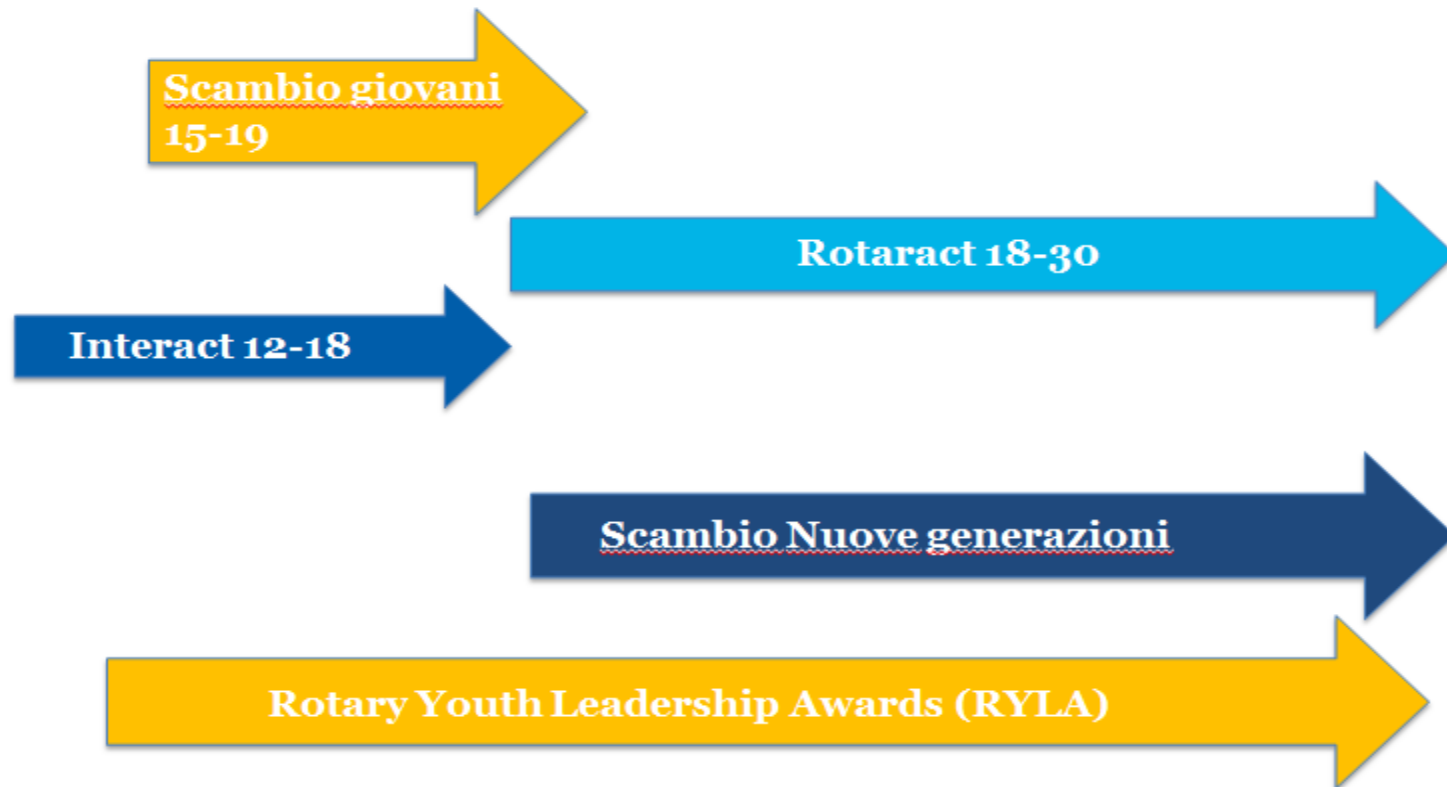 Scambio giovani
15-19
Rotaract 18-30
Interact 12-18
Scambio Nuove generazioni
Rotary Youth Leadership Awards (RYLA)